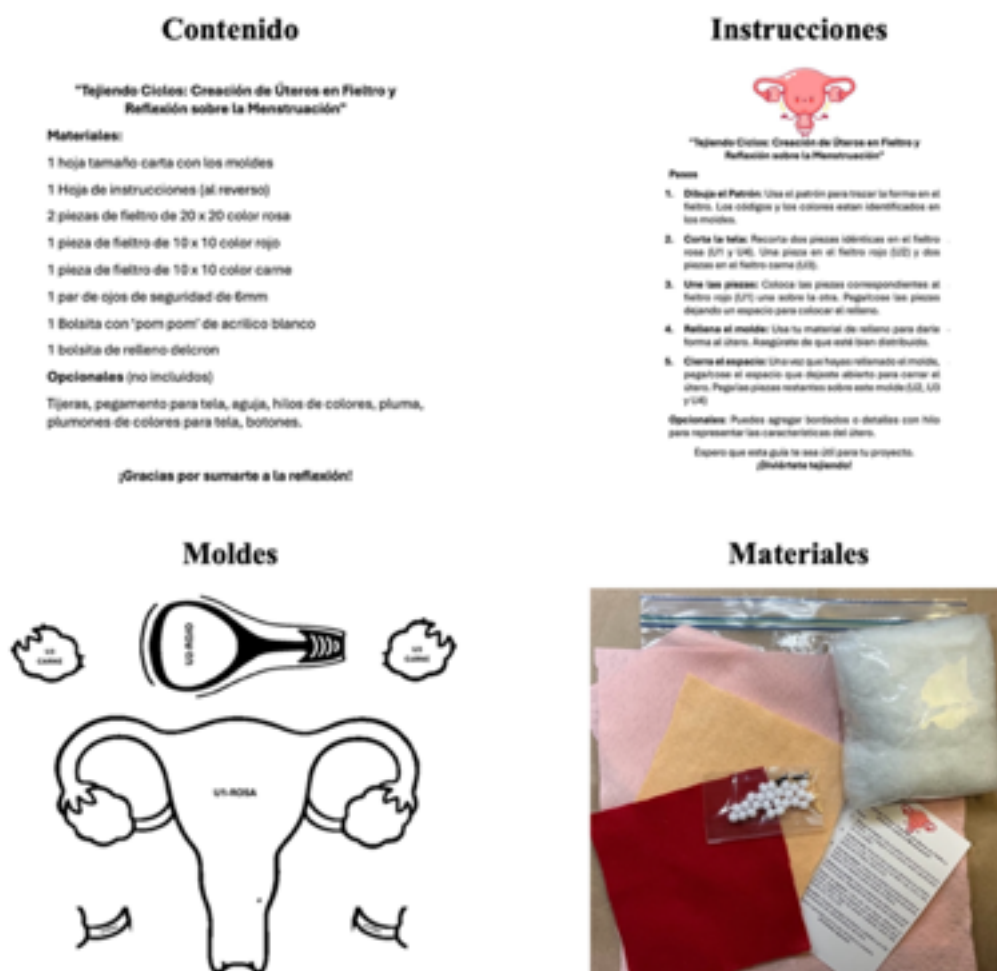 Contenido
"Tejiendo Ciclos: Creación de Úteros en Fieltro y
Reflexión sobre la Menstruación"
Materiales:
1 hoja tamaño carta con los moldes
1 Hoja de instrucciones (al reverso)
2 piezas de fieltro de 20 x 20 color rosa
1 pieza de fieltro de 10 x 10 color rojo
1 pieza de fieltro de 10 x 10 color carne
1 par de ojos de seguridad de 6mm
1 Bolsita con "pom pom" de acrílico blanco
1 bolsita de relleno delcron
Opcionales (no incluidos)
Tijeras, pegamento para tela, aguja, hilos de colores, pluma,
plumones de colores para tela, botones.
¡Gracias por sumarte a la reflexión!
Instrucciones
"Tejiendo Ciclos: Creación de Úteros en Fieltro y
Reflexión sobre la Menstruación"
Pasos
1. Dibuja el Patrón: Usa el patrón para trazar la forma en el
fieltro. Los códigos y los colores estan identificados en
los moldes.
2. Corta la tela: Recorta dos piezas idénticas en el fieltro
rosa (U1 y U4). Una pieza en el fieltro rojo (U2) y dos
piezas en el fieltro carne (U3).
3. Une las piezas: Coloca las piezas correspondientes al
fieltro rojo (U1) una sobre la otra. Pega/cose las piezas
dejando un espacio para colocar el relleno.
4. Rellena el molde: Usa tu material de relleno para darle
forma al útero. Asegúrate de que esté bien distribuido.
5. Cierra el espacio: Una vez que hayas rellenado el molde,
pega/cose el espacio que dejaste abierto para cerrar el
útero. Pega las piezas restantes sobre este molde (U2, U3
y U4)
Opcionales: Puedes agregar bordados o detalles con hilo
para representar las características del útero.
Espero que esta guía te sea útil para tu proyecto.
¡Diviértete tejiendo!
Moldes
U3
CARNE
U2-ROJO
U3
CARNE
U1-ROSA
Materiales